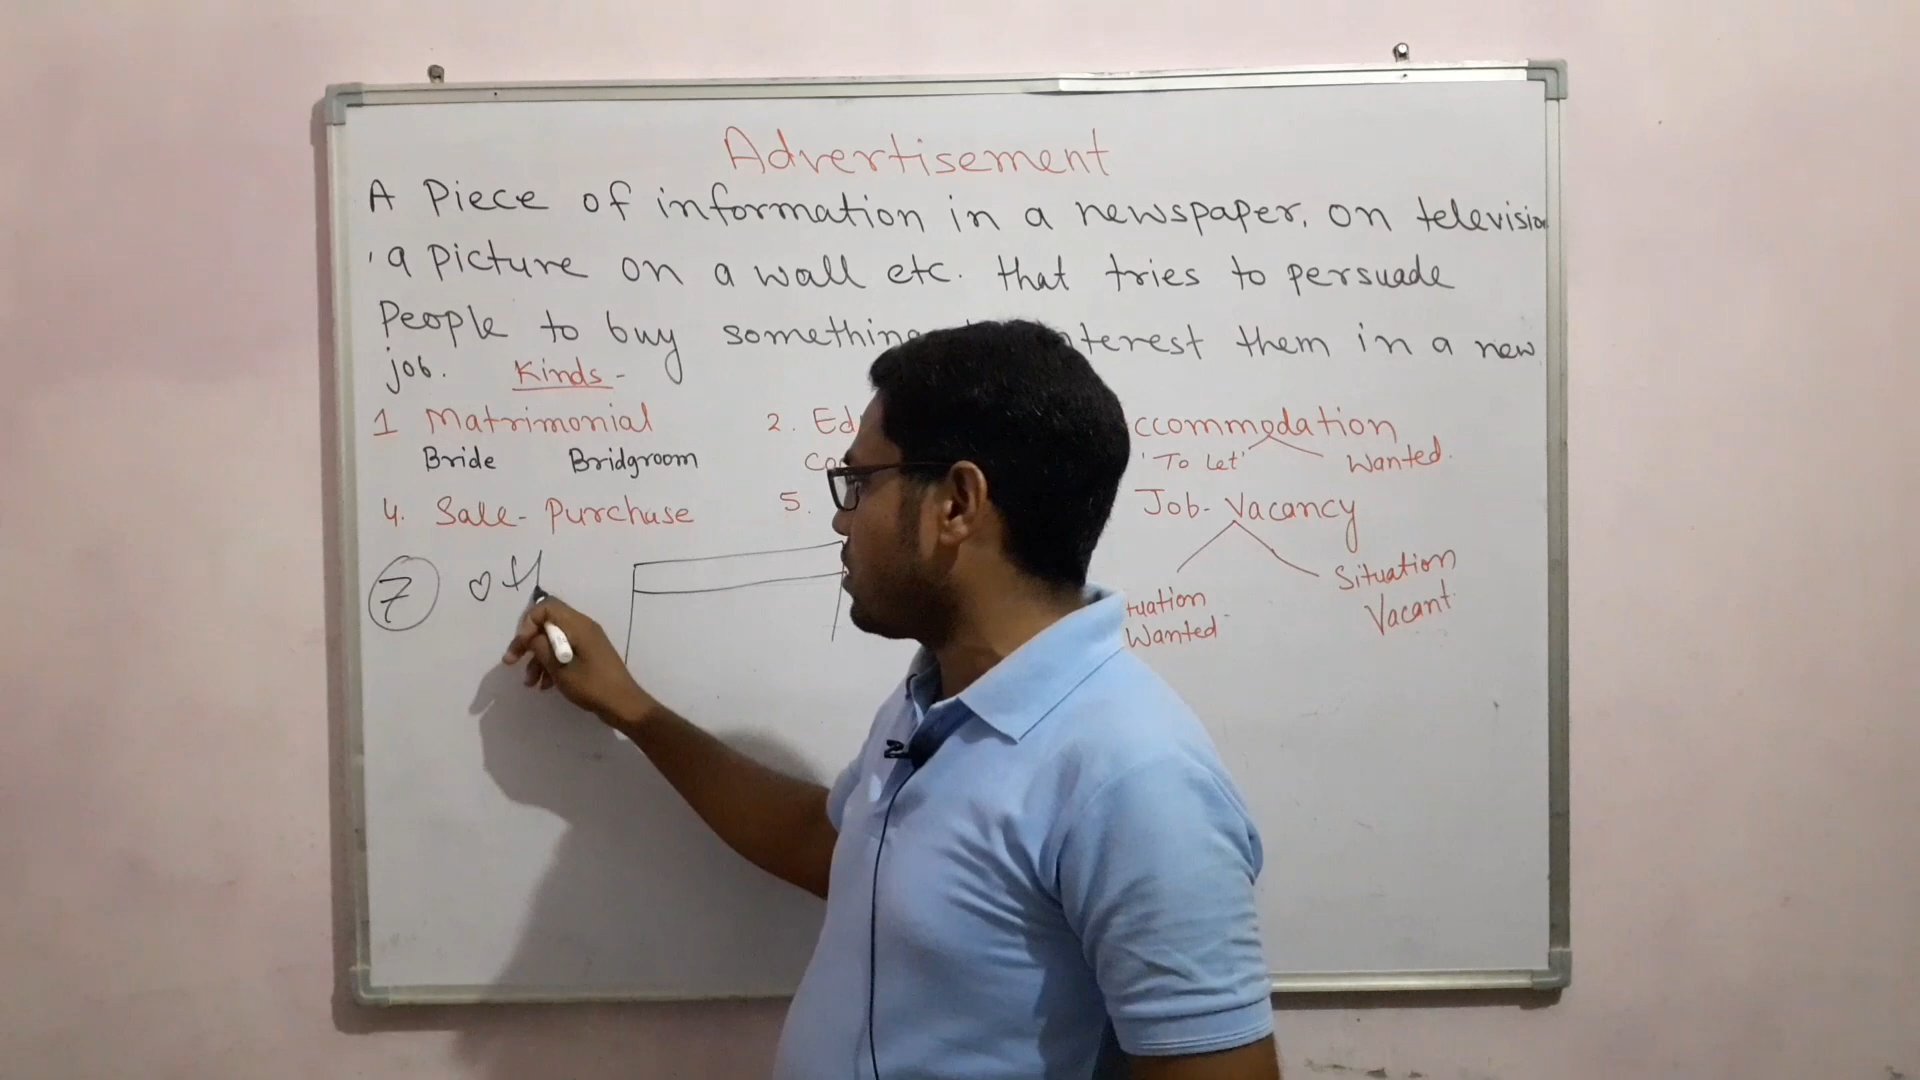 Advertisement
A Piece of information in a newspaper, on television
, a picture on a wall etc. that tries to persuade
People to buy something interest them in a new
job. Kinds -
1 Matrimonial 2. Ed ccommodation
Bride Bridgroom 'To Let' Wanted.
4. Sale - Purchase 5. Job - Vacancy
7 oth
tuation Wanted Situation Vacant